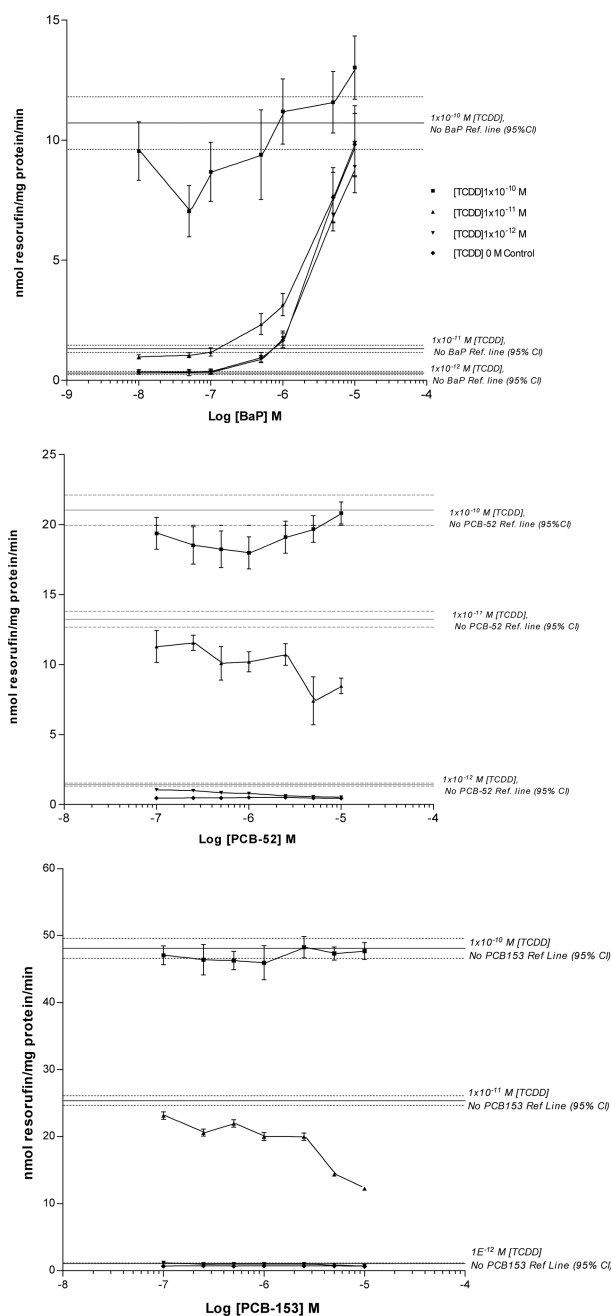 15
10
5
0
-9
-8
-7
-6
-5
-4
nmol resorufin/mg protein/min
Log [BaP] M
1x10⁻¹⁰ M [TCDD],
No BaP Ref. line (95%CI)
[TCDD]1x10⁻¹⁰ M
[TCDD]1x10⁻¹¹ M
[TCDD]1x10⁻¹² M
[TCDD] 0 M Control
1x10⁻¹¹ M [TCDD],
No BaP Ref. line (95% CI)
1x10⁻¹² M [TCDD],
No BaP Ref. line (95% CI)
25
20
15
10
5
0
-8
-7
-6
-5
-4
nmol resorufin/mg protein/min
Log [PCB-52] M
1x10⁻¹⁰ M [TCDD],
No PCB-52 Ref. line (95%CI)
1x10⁻¹¹ M [TCDD],
No PCB-52 Ref. line (95% CI)
1x10⁻¹² M [TCDD],
No PCB-52 Ref. line (95% CI)
60
50
40
30
20
10
0
-8
-7
-6
-5
-4
nmol resorufin/mg protein/min
Log [PCB-153] M
1x10⁻¹⁰ M [TCDD]
No PCB153 Ref Line (95% CI)
1x10⁻¹¹ M [TCDD]
No PCB153 Ref Line (95% CI)
1E⁻¹² M [TCDD]
No PCB153 Ref Line (95% CI)